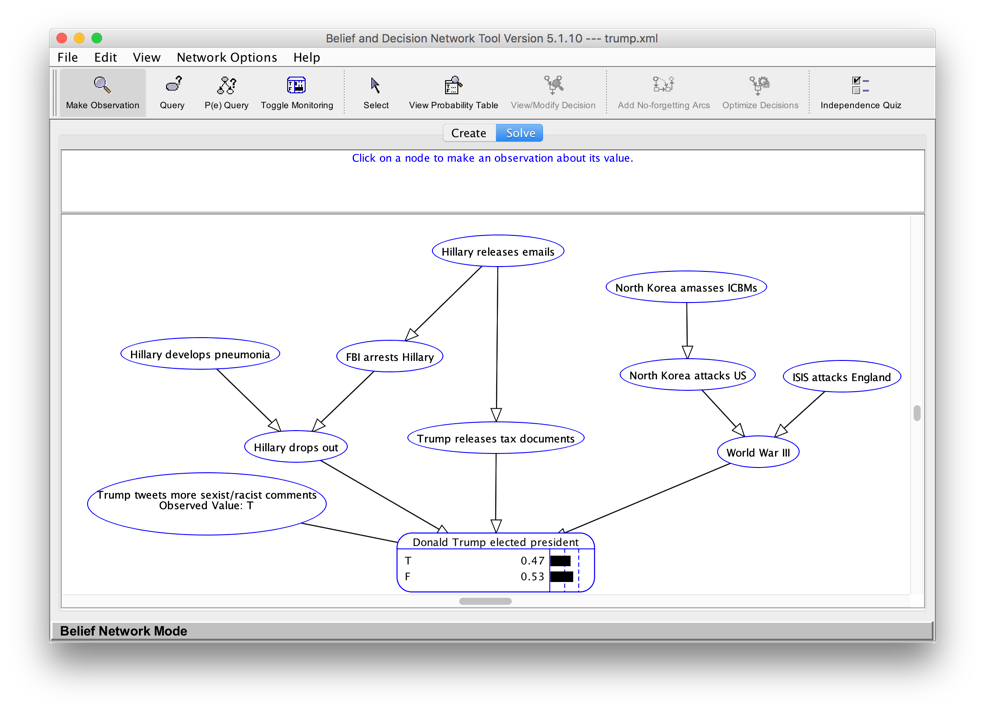 Belief and Decision Network Tool Version 5.1.10 --- trump.xml
File Edit View Network Options Help
Make Observation Query P(e) Query Toggle Monitoring Select View Probability Table View/Modify Decision Add No-forgetting Arcs Optimize Decisions Independence Quiz
Create Solve
Click on a node to make an observation about its value.
Hillary releases emails
North Korea amasses ICBMs
Hillary develops pneumonia
FBI arrests Hillary
North Korea attacks US
ISIS attacks England
Hillary drops out
Trump releases tax documents
World War III
Trump tweets more sexist/racist comments
Observed Value: T
Donald Trump elected president
T 0.47
F 0.53
Belief Network Mode